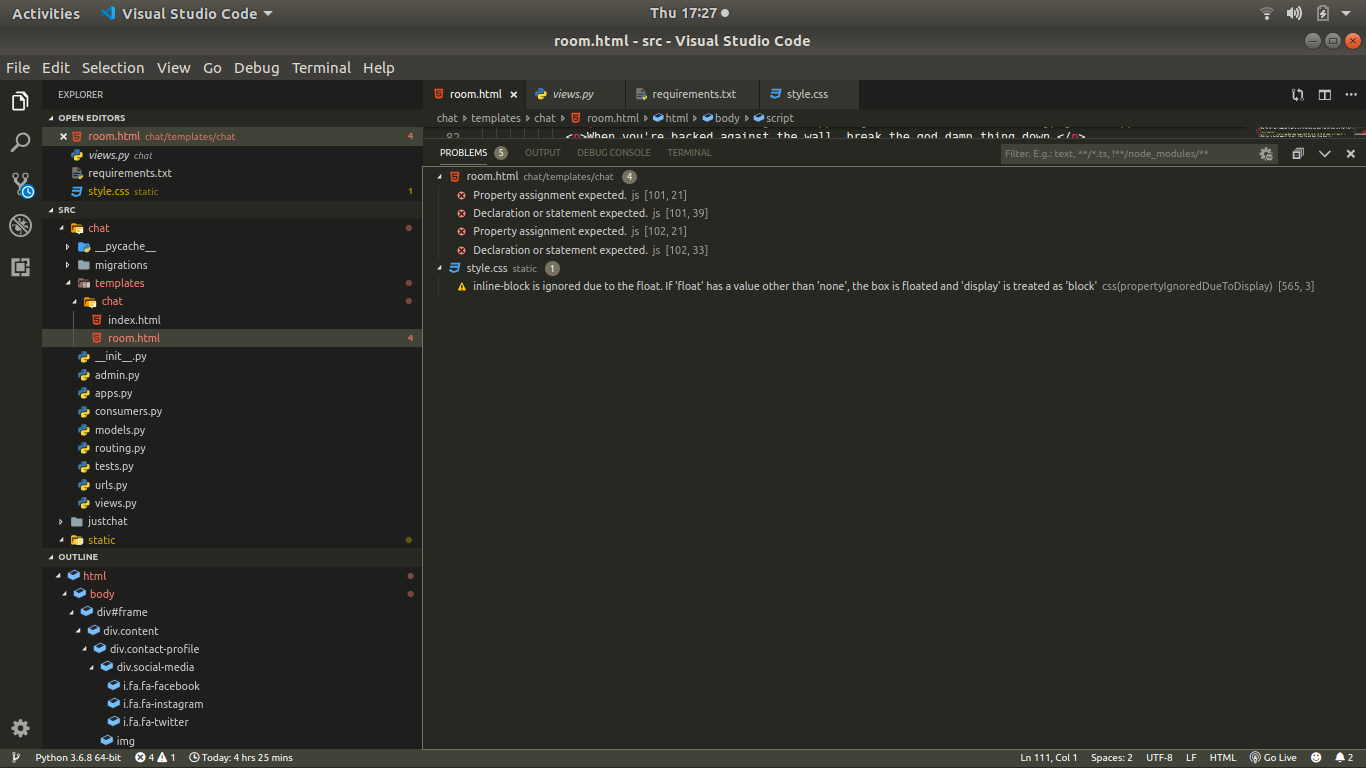 Activities Visual Studio Code Thu 17:27
room.html - src - Visual Studio Code
File Edit Selection View Go Debug Terminal Help
EXPLORER
OPEN EDITORS
room.html chat/templates/chat 4
views.py chat
requirements.txt
style.css static 1
SRC
chat
__pycache__
migrations
templates
chat
index.html
room.html 4
__init__.py
admin.py
apps.py
consumers.py
models.py
routing.py
tests.py
urls.py
views.py
justchat
static
OUTLINE
html
body
div#frame
div.content
div.contact-profile
div.social-media
i.fa.fa-facebook
i.fa.fa-instagram
i.fa.fa-twitter
img
room.html views.py requirements.txt style.css
chat templates chat room.html html body script
82 <p>When you're backed against the wall, break the god damn thing down.</p>
PROBLEMS 5 OUTPUT DEBUG CONSOLE TERMINAL Filter. E.g.: text, **/*.ts, !**/node_modules/**
room.html chat/templates/chat 4
Property assignment expected. js [101, 21]
Declaration or statement expected. js [101, 39]
Property assignment expected. js [102, 21]
Declaration or statement expected. js [102, 33]
style.css static 1
inline-block is ignored due to the float. If 'float' has a value other than 'none', the box is floated and 'display' is treated as 'block' css(propertyIgnoredDueToDisplay) [565, 3]
Python 3.6.8 64-bit 4 1 Today: 4 hrs 25 mins Ln 111, Col 1 Spaces: 2 UTF-8 LF HTML Go Live 2